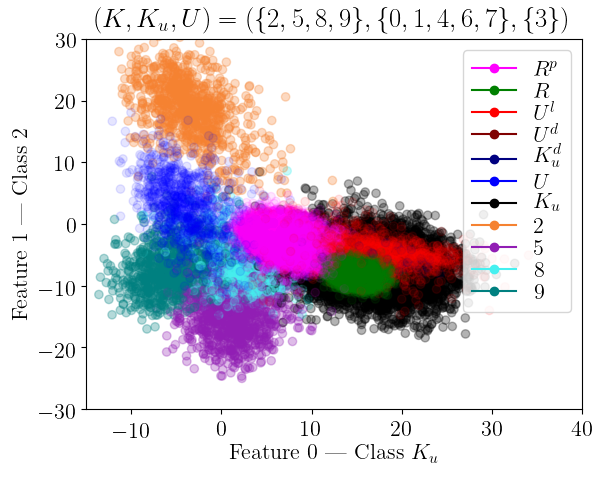 (K, K_u, U) = ({2, 5, 8, 9}, {0, 1, 4, 6, 7}, {3})
R^p
R
U^l
U^d
K_u^d
U
K_u
2
5
8
9
30
20
10
0
−10
−20
−30
Feature 1 — Class 2
−10 0 10 20 30 40
Feature 0 — Class K_u